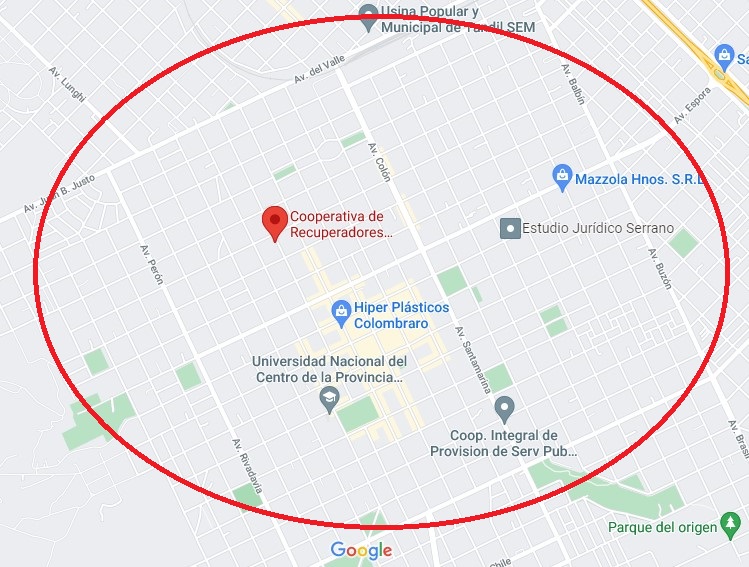 Usina Popular y
Municipal de Tandil SEM
Av. del Valle
Av. Lunghi
Av. Balbín
Sa
Av. Espora
Av. Colón
Mazzola Hnos. S.R.L
Av. Juan B. Justo
Cooperativa de
Recuperadores...
Estudio Jurídico Serrano
Av. Perón
Av. Buzón
Hiper Plásticos
Colombraro
Av. Santamarina
Universidad Nacional del
Centro de la Provincia...
Coop. Integral de
Provision de Serv Pub...
Av. Brasil
Av. Rivadavia
Parque del origen
Google
Chile